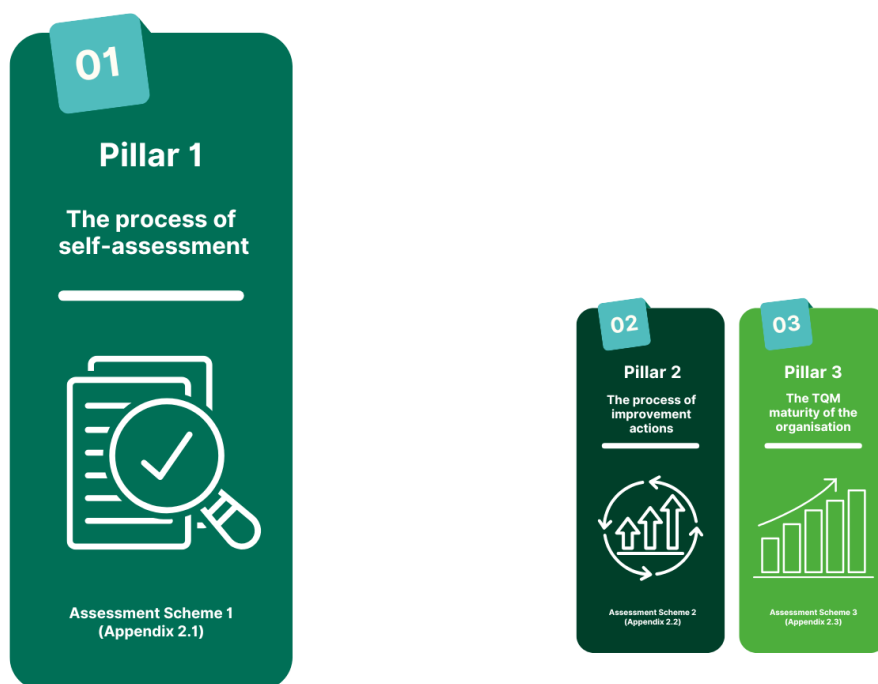 01
Pillar 1
The process of
self-assessment
Assessment Scheme 1
(Appendix 2.1)
02
Pillar 2
The process of
improvement
actions
Assessment Scheme 2
(Appendix 2.2)
03
Pillar 3
The TQM
maturity of the
organisation
Assessment Scheme 3
(Appendix 2.3)